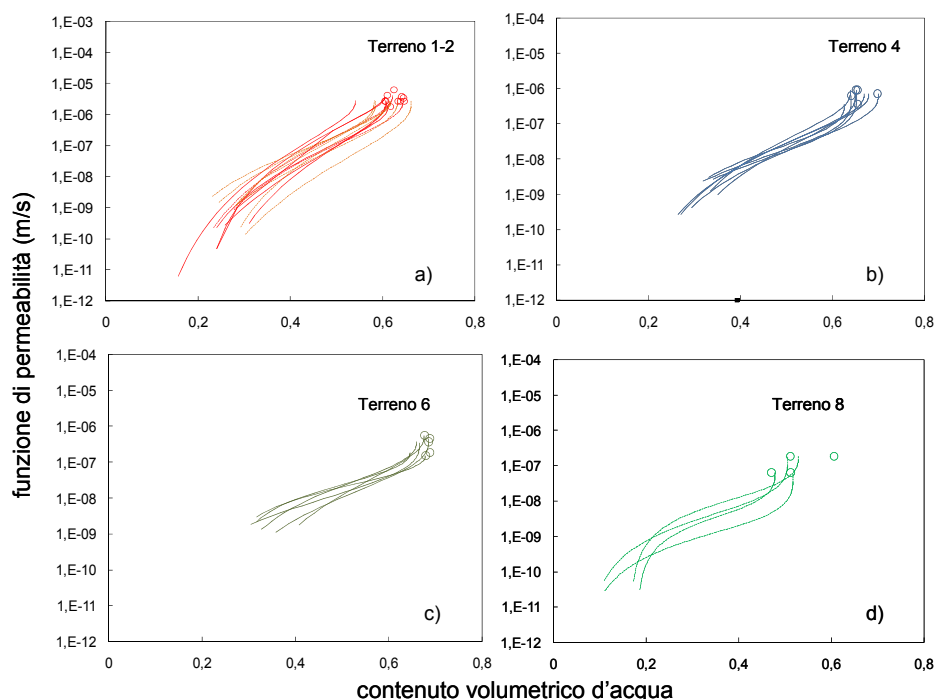 funzione di permeabilità (m/s)
1,E-03
1,E-04
1,E-05
1,E-06
1,E-07
1,E-08
1,E-09
1,E-10
1,E-11
1,E-12
Terreno 1-2
a)
0 0,2 0,4 0,6 0,8
1,E-04
1,E-05
1,E-06
1,E-07
1,E-08
1,E-09
1,E-10
1,E-11
1,E-12
Terreno 4
b)
0 0,2 0,4 0,6 0,8
1,E-04
1,E-05
1,E-06
1,E-07
1,E-08
1,E-09
1,E-10
1,E-11
1,E-12
Terreno 6
c)
0 0,2 0,4 0,6 0,8
1,E-04
1,E-05
1,E-06
1,E-07
1,E-08
1,E-09
1,E-10
1,E-11
1,E-12
Terreno 8
d)
0 0,2 0,4 0,6 0,8
contenuto volumetrico d'acqua